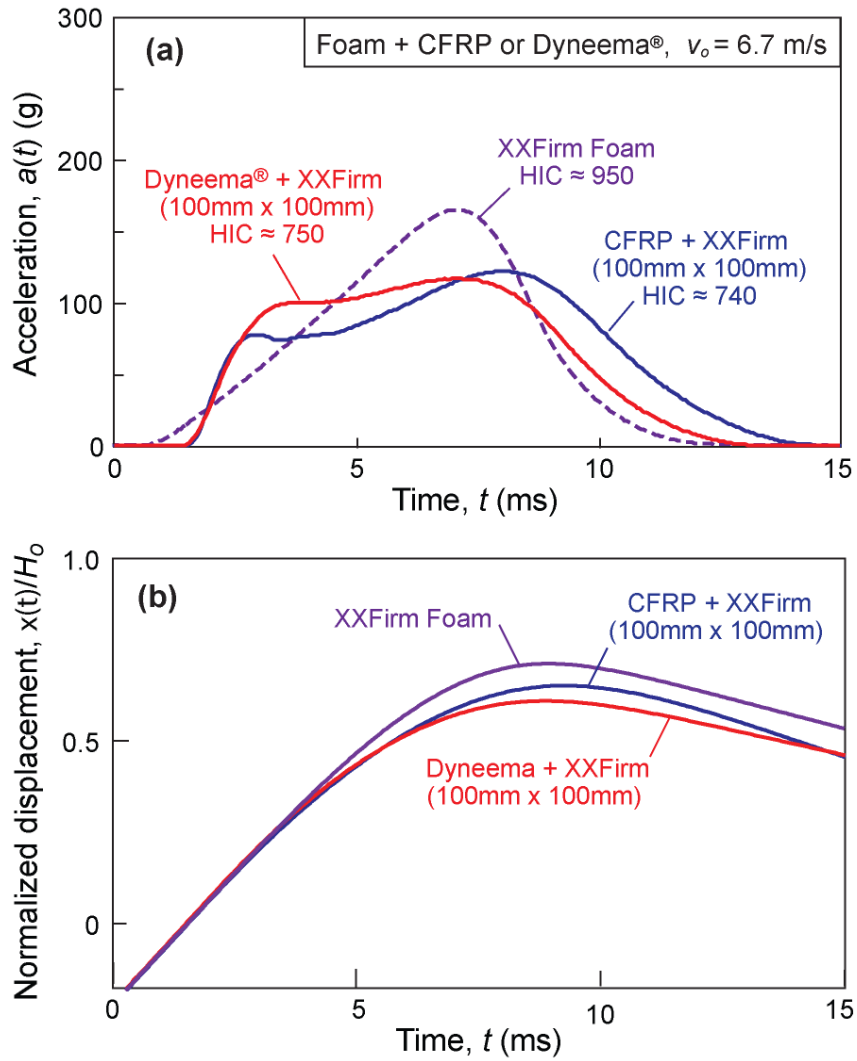 300
(a)
Foam + CFRP or Dyneema®, vo = 6.7 m/s
Acceleration, a(t) (g)
200
100
0
XXFirm Foam
HIC ≈ 950
Dyneema® + XXFirm
(100mm x 100mm)
HIC ≈ 750
CFRP + XXFirm
(100mm x 100mm)
HIC ≈ 740
0
5
10
15
Time, t (ms)
1.0
(b)
Normalized displacement, x(t)/Ho
0.5
0
XXFirm Foam
CFRP + XXFirm
(100mm x 100mm)
Dyneema + XXFirm
(100mm x 100mm)
0
5
10
15
Time, t (ms)